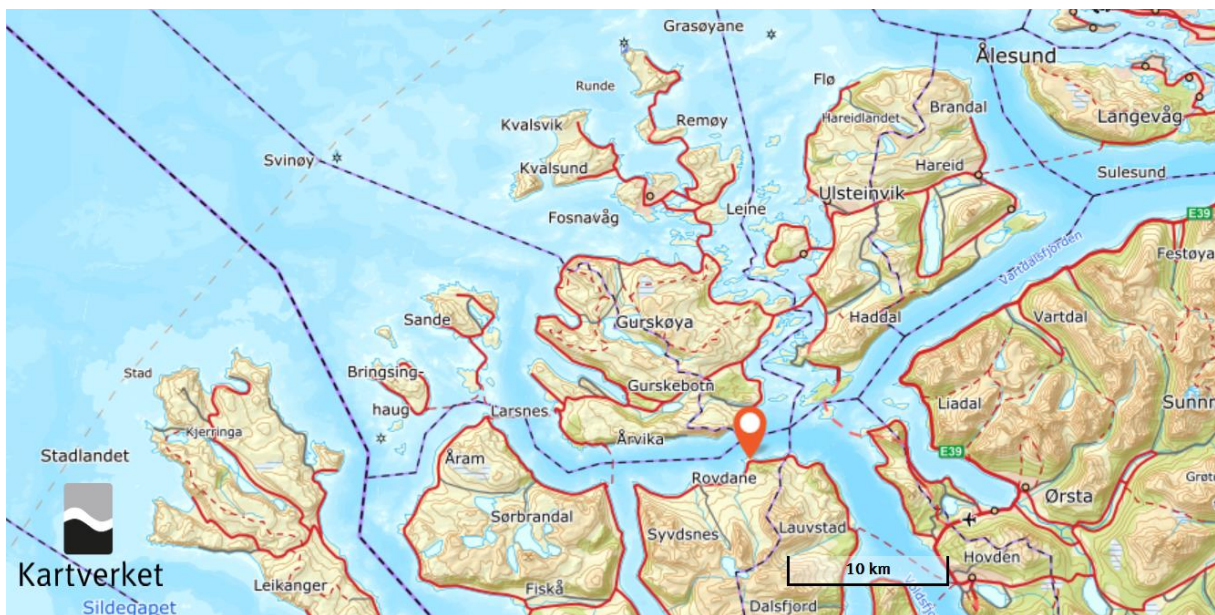 Grasøyane
Ålesund
Runde
Flø
Brandal
Langevåg
Kvalsvik
Remøy
Hareidlandet
Svinøy
Kvalsund
Hareid
Sulesund
Ulsteinvik
Leine
E39
Fosnavåg
Vartdalsfjorden
Festøya
Sande
Gurskøya
Haddal
Vartdal
Stad
Bringsing-
haug
Gurskebotn
Liadal
Sunnn
Larsnes
Kjerringa
Årvika
Stadlandet
Åram
E39
Rovdane
Grøt
Ørsta
Sørbrandal
Syvdsnes
Lauvstad
Hovden
10 km
Kartverket
Leikanger
Fiskå
Sildegapet
Dalsfjord